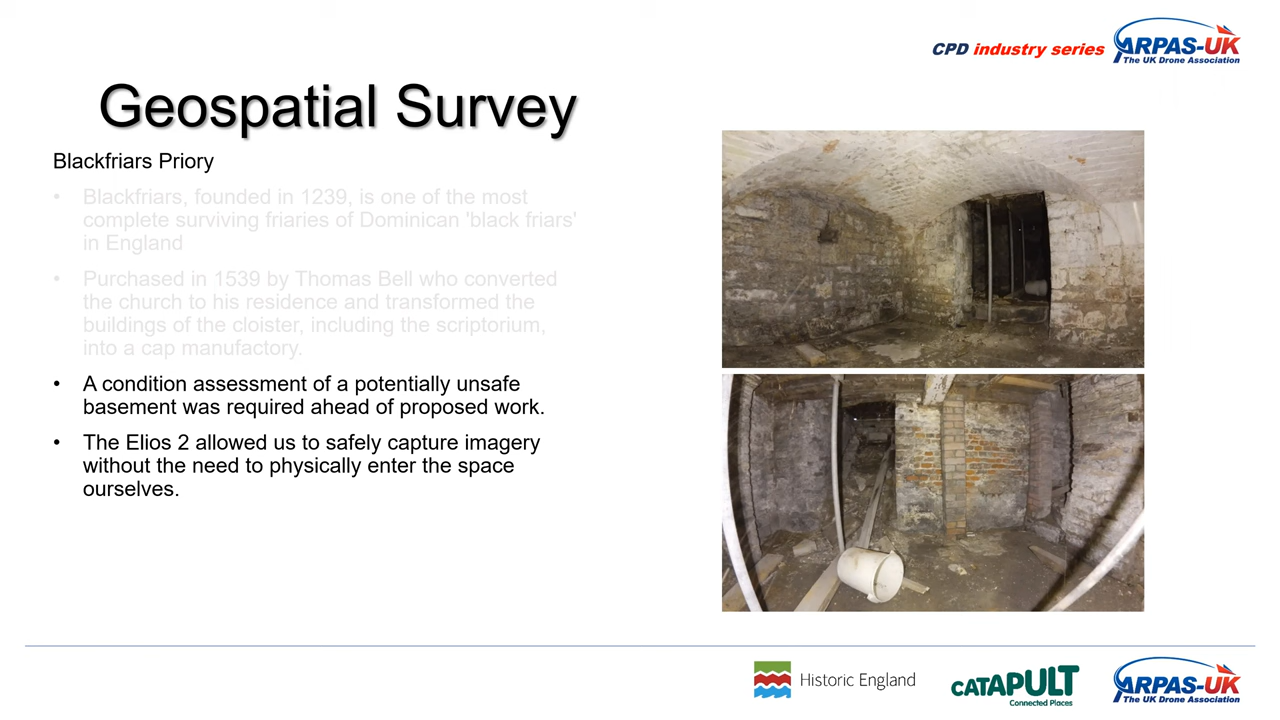 CPD industry series
ARPAS-UK
The UK Drone Association
Geospatial Survey
Blackfriars Priory
• Blackfriars, founded in 1239, is one of the most
complete surviving friaries of Dominican 'black friars'
in England
• Purchased in 1539 by Thomas Bell who converted
the church to his residence and transformed the
buildings of the cloister, including the scriptorium,
into a cap manufactory.
• A condition assessment of a potentially unsafe
basement was required ahead of proposed work.
• The Elios 2 allowed us to safely capture imagery
without the need to physically enter the space
ourselves.
Historic England
CATAPULT
Connected Places
ARPAS-UK
The UK Drone Association